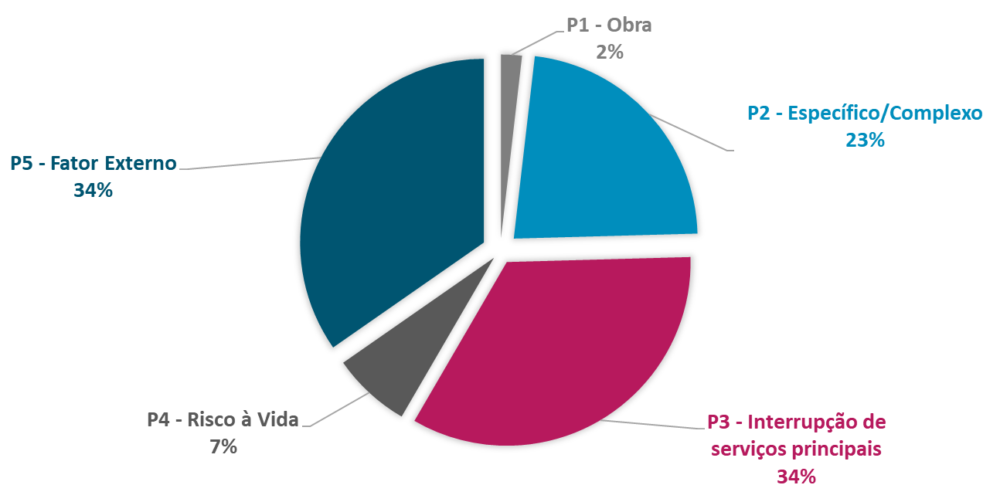 P1 - Obra
2%
P2 - Específico/Complexo
23%
P5 - Fator Externo
34%
P4 - Risco à Vida
7%
P3 - Interrupção de
serviços principais
34%